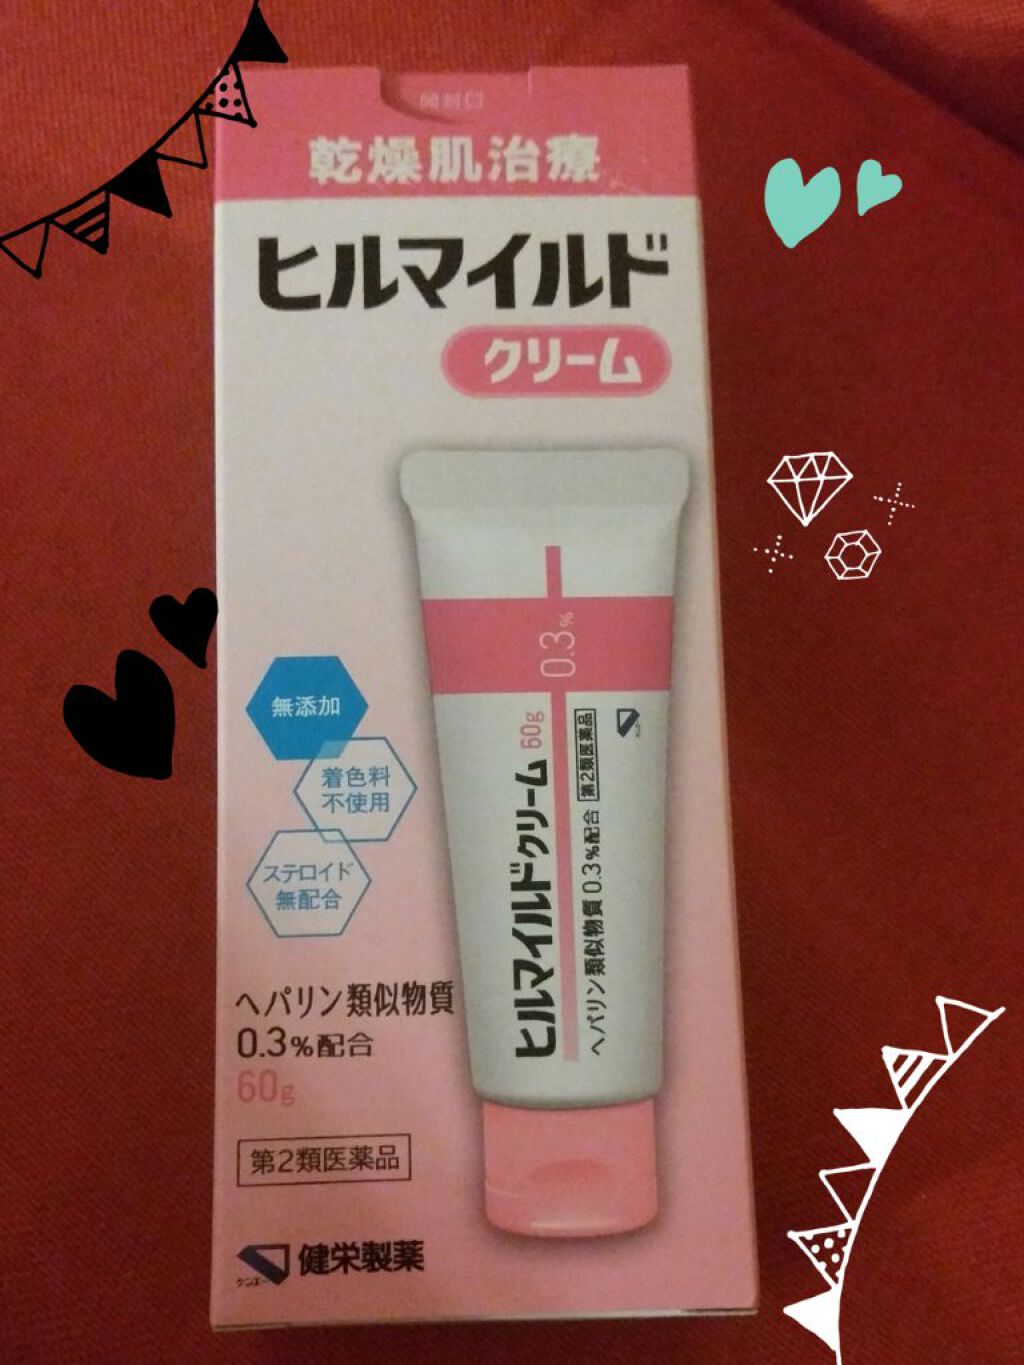 開封口
乾燥肌治療
ヒルマイルド
クリーム
無添加
着色料
不使用
ステロイド
無配合
ヘパリン類似物質
0.3%配合
60g
第2類医薬品
ケンエー
健栄製薬
0.3%
ヒルマイルドクリーム 60g
ヘパリン類似物質 0.3%配合 第2類医薬品